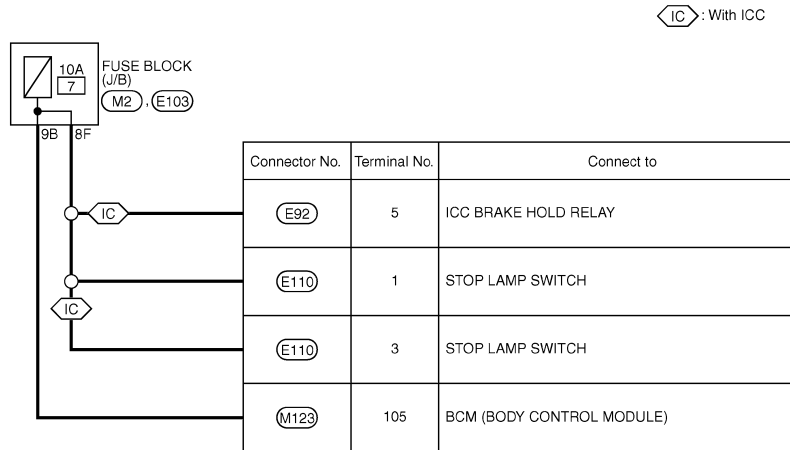 IC : With ICC
10A
7
FUSE BLOCK
(J/B)
M2 , E103
9B 8F
Connector No. Terminal No. Connect to
IC E92 5 ICC BRAKE HOLD RELAY
E110 1 STOP LAMP SWITCH
IC
E110 3 STOP LAMP SWITCH
M123 105 BCM (BODY CONTROL MODULE)